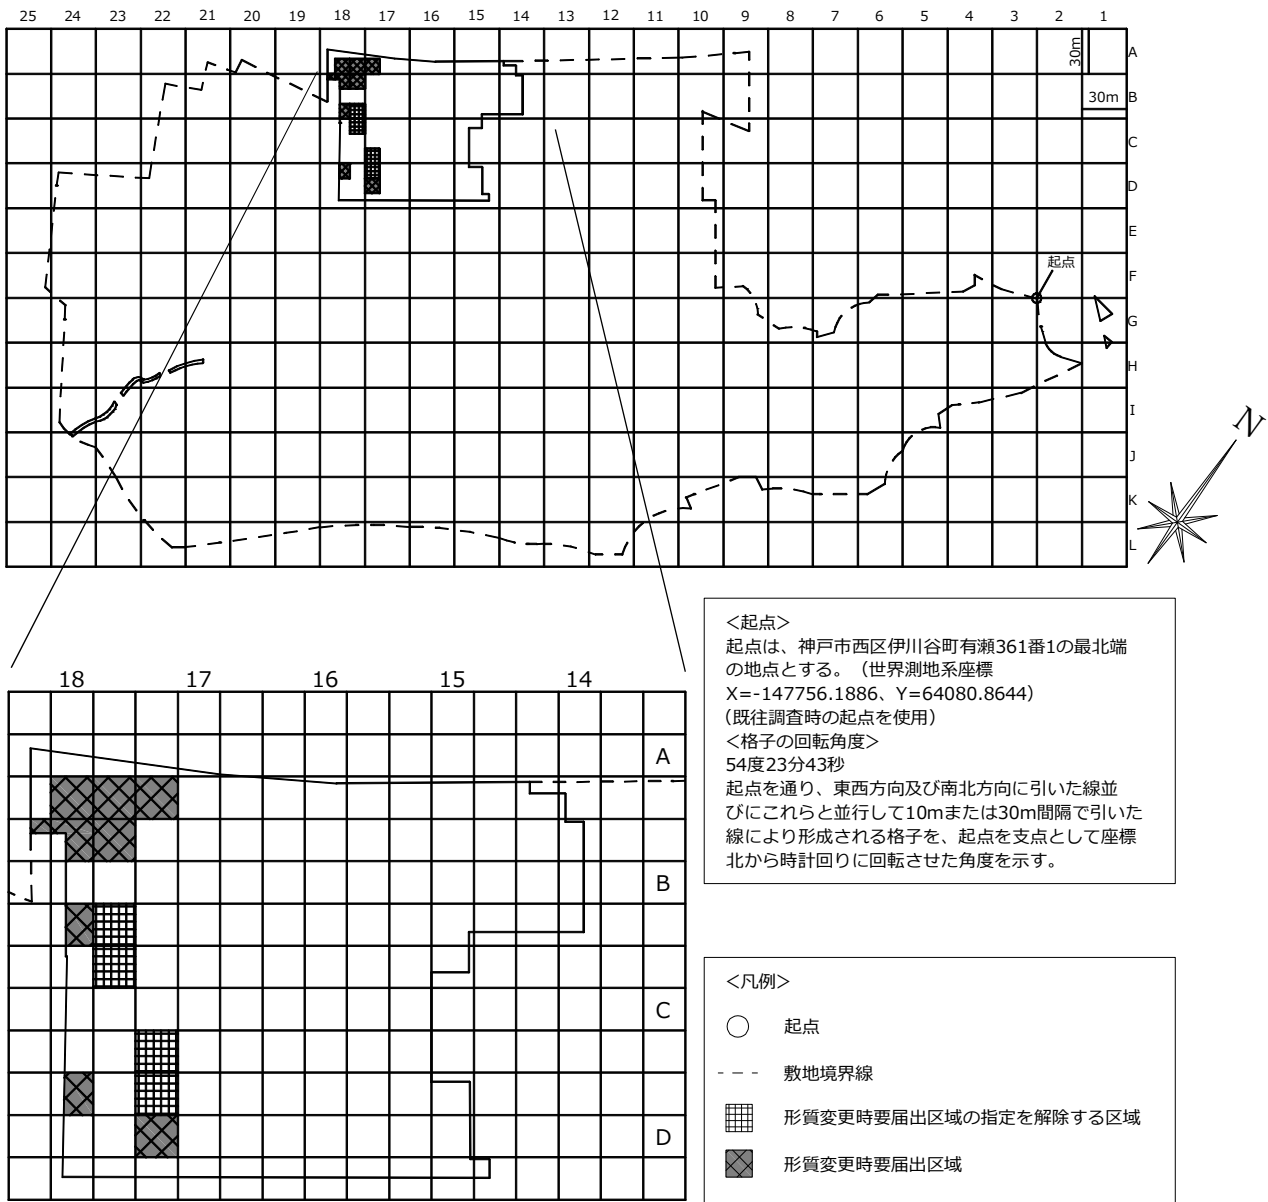 25 24 23 22 21 20 19 18 17 16 15 14 13 12 11 10 9 8 7 6 5 4 3 2 1
A
30m
30m
B
C
D
E
F
起点
G
H
I
J
K
L
N
18 17 16 15 14
A
B
C
D
<起点>
起点は、神戸市西区伊川谷町有瀬361番1の最北端
の地点とする。（世界測地系座標
X=-147756.1886、Y=64080.8644）
（既往調査時の起点を使用）
<格子の回転角度>
54度23分43秒
起点を通り、東西方向及び南北方向に引いた線並
びにこれらと並行して10mまたは30m間隔で引いた
線により形成される格子を、起点を支点として座標
北から時計回りに回転させた角度を示す。
<凡例>
起点
敷地境界線
形質変更時要届出区域の指定を解除する区域
形質変更時要届出区域